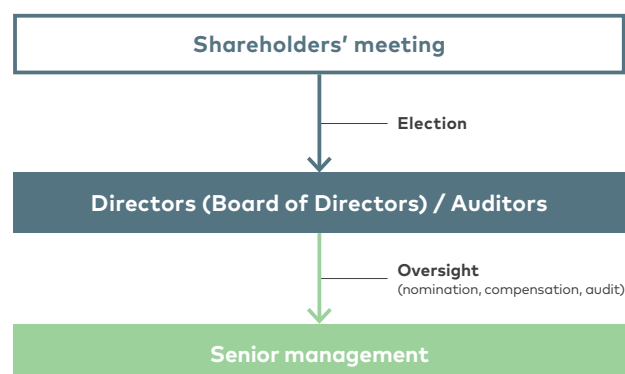 Shareholders’ meeting
Election
Directors (Board of Directors) / Auditors
Oversight
(nomination, compensation, audit)
Senior management